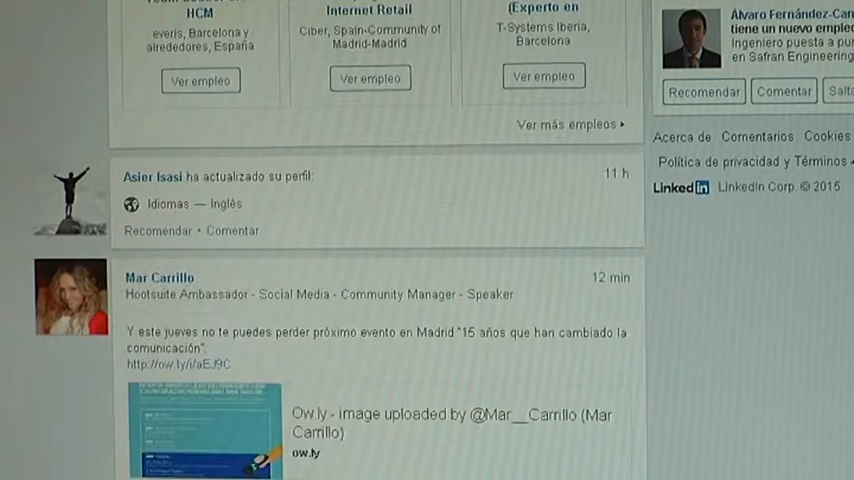 HCM
everis, Barcelona y
alrededores, España
Ver empleo
Internet Retail
Ciber, Spain-Community of
Madrid-Madrid
Ver empleo
(Experto en
T-Systems Iberia,
Barcelona
Ver empleo
Ver más empleos ▸
Asier Isasi ha actualizado su perfil:
11 h
Idiomas — Inglés
Recomendar • Comentar
Mar Carrillo
12 min
Hootsuite Ambassador - Social Media - Community Manager - Speaker
Y este jueves no te puedes perder próximo evento en Madrid "15 años que han cambiado la
comunicación".
http://ow.ly/i/aEJ9C
Ow.ly - image uploaded by @Mar__Carrillo (Mar
Carrillo)
ow.ly
Álvaro Fernández-Can
tiene un nuevo empleo
Ingeniero puesta a pun
en Safran Engineering
Recomendar
Comentar
Salta
Acerca de Comentarios Cookies
Política de privacidad y Términos
LinkedIn LinkedIn Corp. © 2015